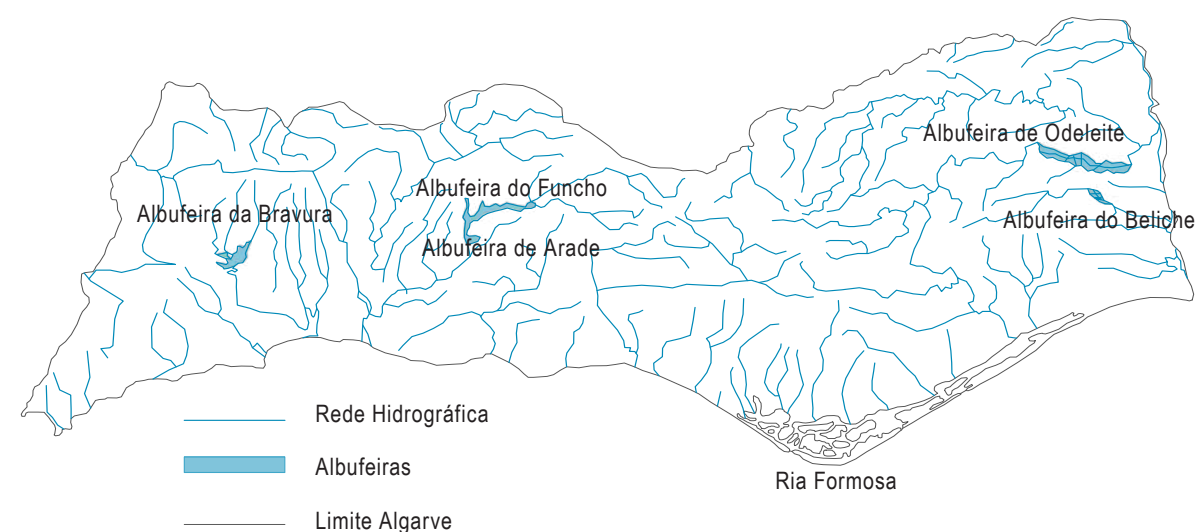 Albufeira de Odeleite
Albufeira do Funcho
Albufeira da Bravura
Albufeira do Beliche
Albufeira de Arade
Rede Hidrográfica
Albufeiras
Ria Formosa
Limite Algarve